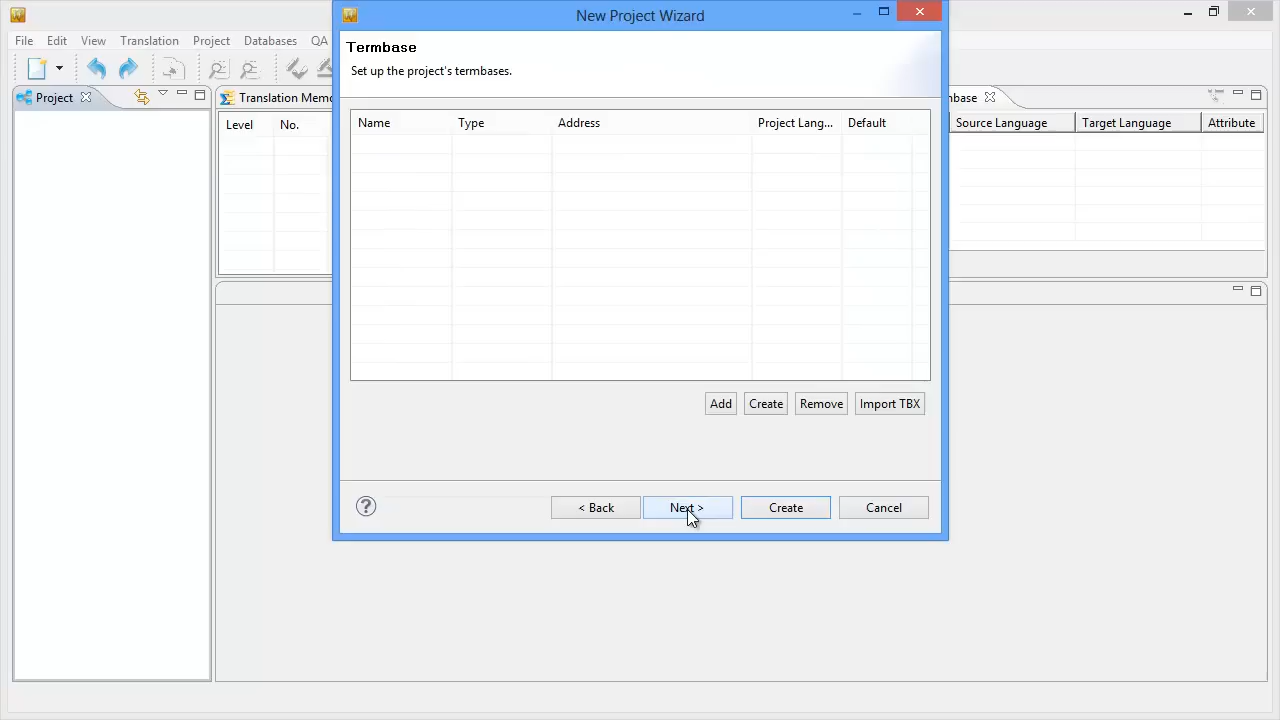 New Project Wizard
File Edit View Translation Project Databases QA
Termbase
Set up the project's termbases.
Project
Translation Memo
base
Level No.
Name Type Address Project Lang... Default
Source Language Target Language Attribute
Add Create Remove Import TBX
< Back Next > Create Cancel